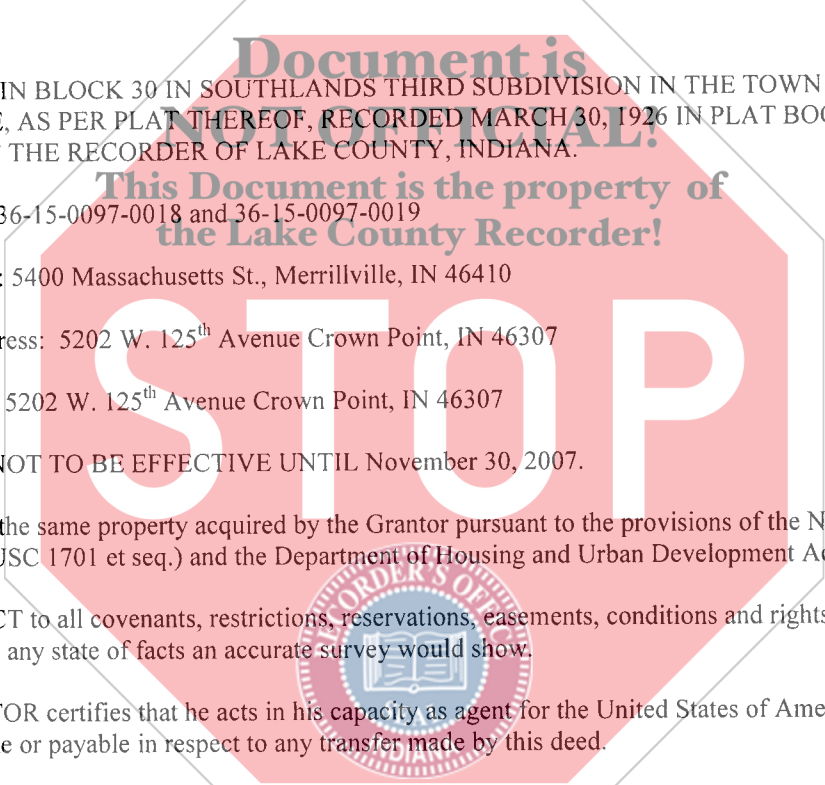 Document is
IN BLOCK 30 IN SOUTHLANDS THIRD SUBDIVISION IN THE TOWN
NOT OFFICIAL!
, AS PER PLAT THEREOF, RECORDED MARCH 30, 1926 IN PLAT BOO
THE RECORDER OF LAKE COUNTY, INDIANA.
This Document is the property of
36-15-0097-0018 and 36-15-0097-0019
the Lake County Recorder!
: 5400 Massachusetts St., Merrillville, IN 46410
ress: 5202 W. 125th Avenue Crown Point, IN 46307
5202 W. 125th Avenue Crown Point, IN 46307
STOP
NOT TO BE EFFECTIVE UNTIL November 30, 2007.
the same property acquired by the Grantor pursuant to the provisions of the N
USC 1701 et seq.) and the Department of Housing and Urban Development Ac
CT to all covenants, restrictions, reservations, easements, conditions and rights
any state of facts an accurate survey would show.
TOR certifies that he acts in his capacity as agent for the United States of Ame
e or payable in respect to any transfer made by this deed.
RECORDER'S OFFIC
SEAL
INDIANA